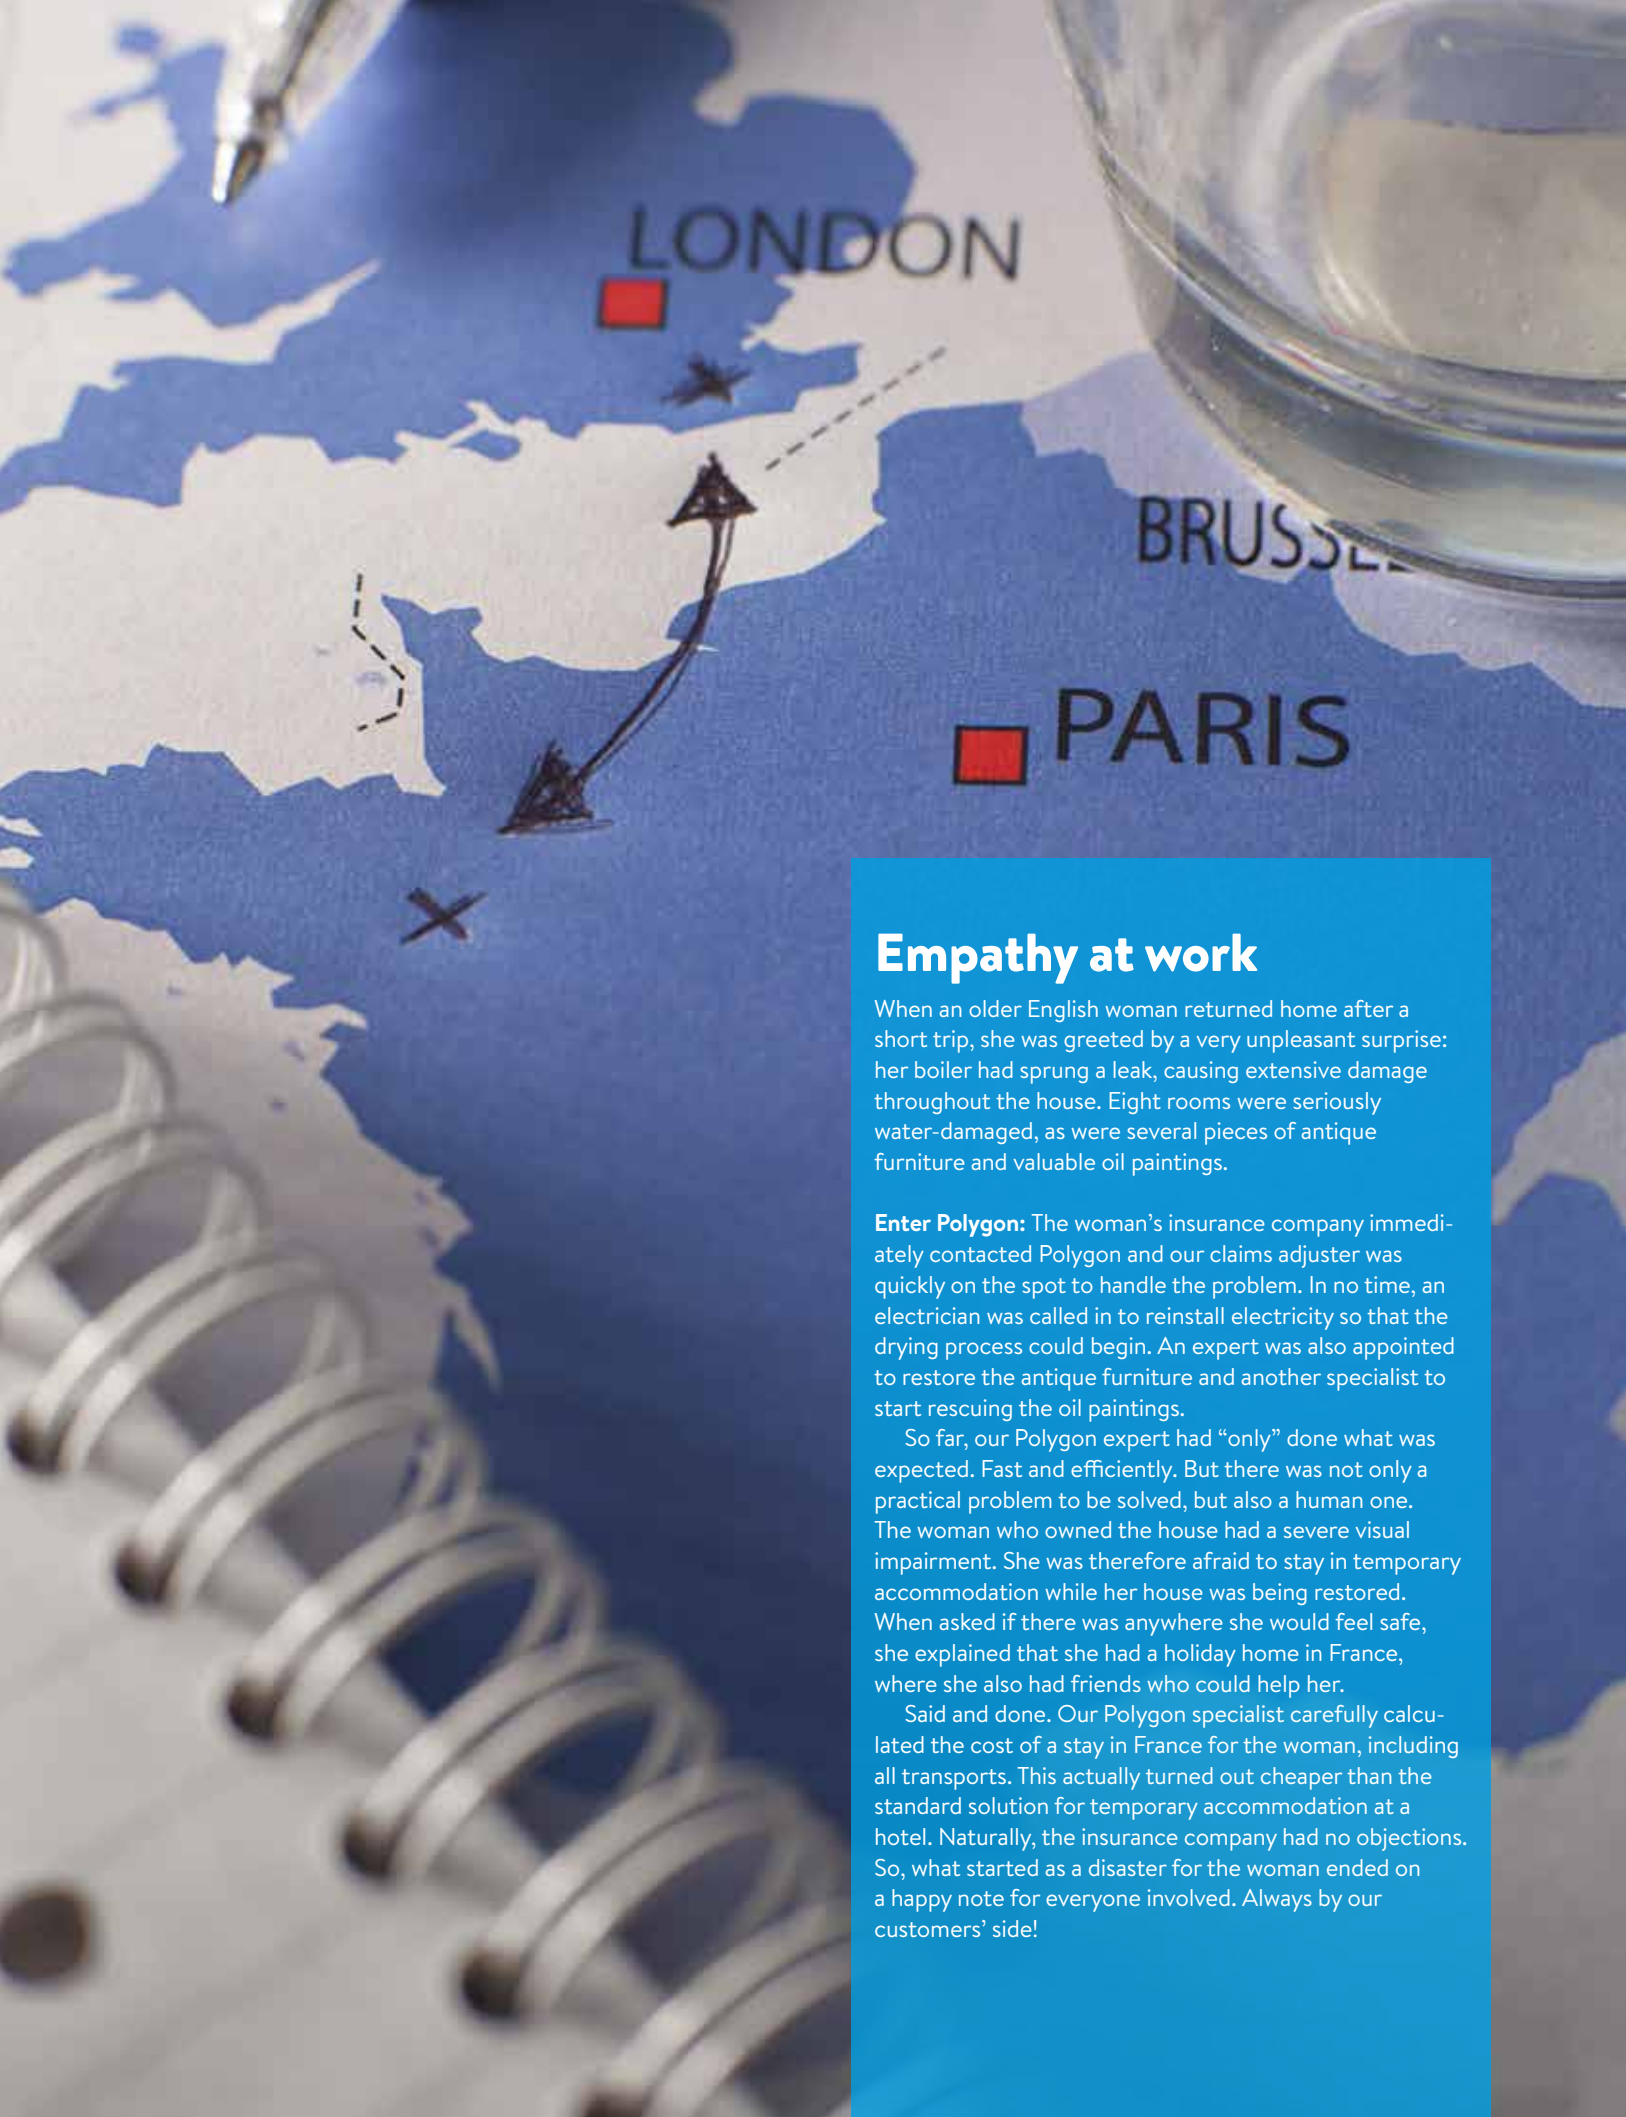 LONDON
BRUSSE
PARIS
Empathy at work
When an older English woman returned home after a
short trip, she was greeted by a very unpleasant surprise:
her boiler had sprung a leak, causing extensive damage
throughout the house. Eight rooms were seriously
water-damaged, as were several pieces of antique
furniture and valuable oil paintings.
Enter Polygon: The woman’s insurance company immedi-
ately contacted Polygon and our claims adjuster was
quickly on the spot to handle the problem. In no time, an
electrician was called in to reinstall electricity so that the
drying process could begin. An expert was also appointed
to restore the antique furniture and another specialist to
start rescuing the oil paintings.
So far, our Polygon expert had “only” done what was
expected. Fast and efficiently. But there was not only a
practical problem to be solved, but also a human one.
The woman who owned the house had a severe visual
impairment. She was therefore afraid to stay in temporary
accommodation while her house was being restored.
When asked if there was anywhere she would feel safe,
she explained that she had a holiday home in France,
where she also had friends who could help her.
Said and done. Our Polygon specialist carefully calcu-
lated the cost of a stay in France for the woman, including
all transports. This actually turned out cheaper than the
standard solution for temporary accommodation at a
hotel. Naturally, the insurance company had no objections.
So, what started as a disaster for the woman ended on
a happy note for everyone involved. Always by our
customers’ side!